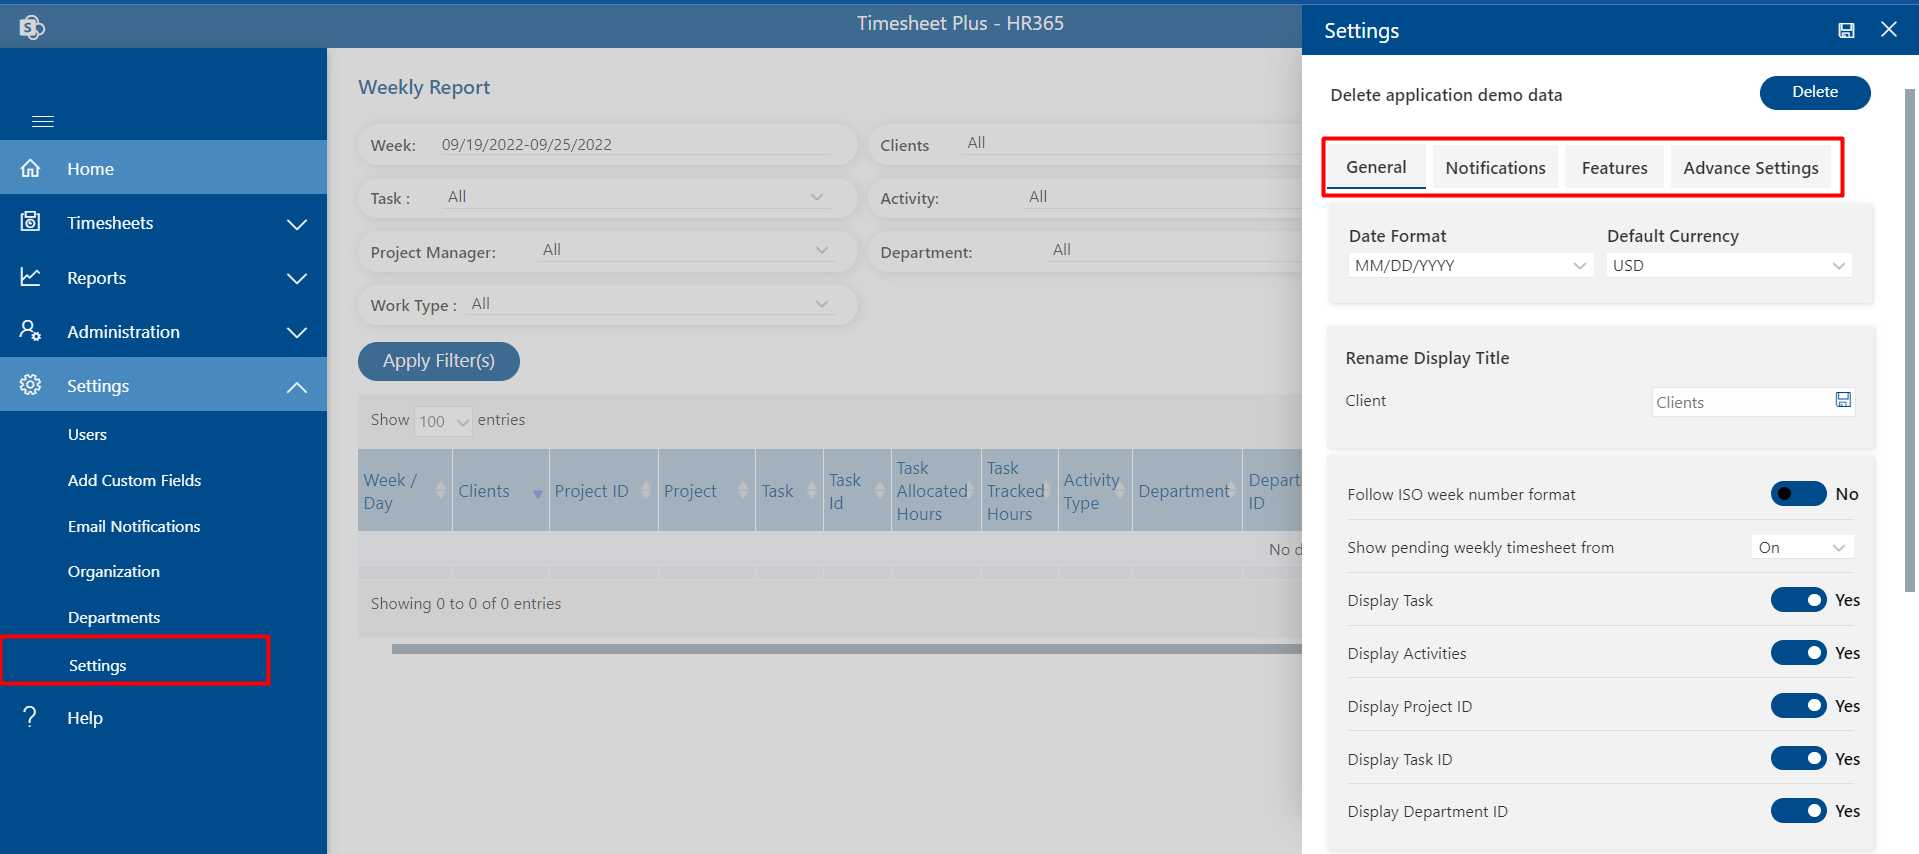 S
Timesheet Plus - HR365
Home
Timesheets
Reports
Administration
Settings
Users
Add Custom Fields
Email Notifications
Organization
Departments
Settings
? Help
Weekly Report
Week: 09/19/2022-09/25/2022
Clients All
Task : All
Activity: All
Project Manager: All
Department: All
Work Type : All
Apply Filter(s)
Show 100 entries
Week / Day
Clients
Project ID
Project
Task
Task Id
Task Allocated Hours
Task Tracked Hours
Activity Type
Department
Depart ID
No d
Showing 0 to 0 of 0 entries
Settings
Delete application demo data
Delete
General Notifications Features Advance Settings
Date Format Default Currency
MM/DD/YYYY USD
Rename Display Title
Client Clients
Follow ISO week number format No
Show pending weekly timesheet from On
Display Task Yes
Display Activities Yes
Display Project ID Yes
Display Task ID Yes
Display Department ID Yes